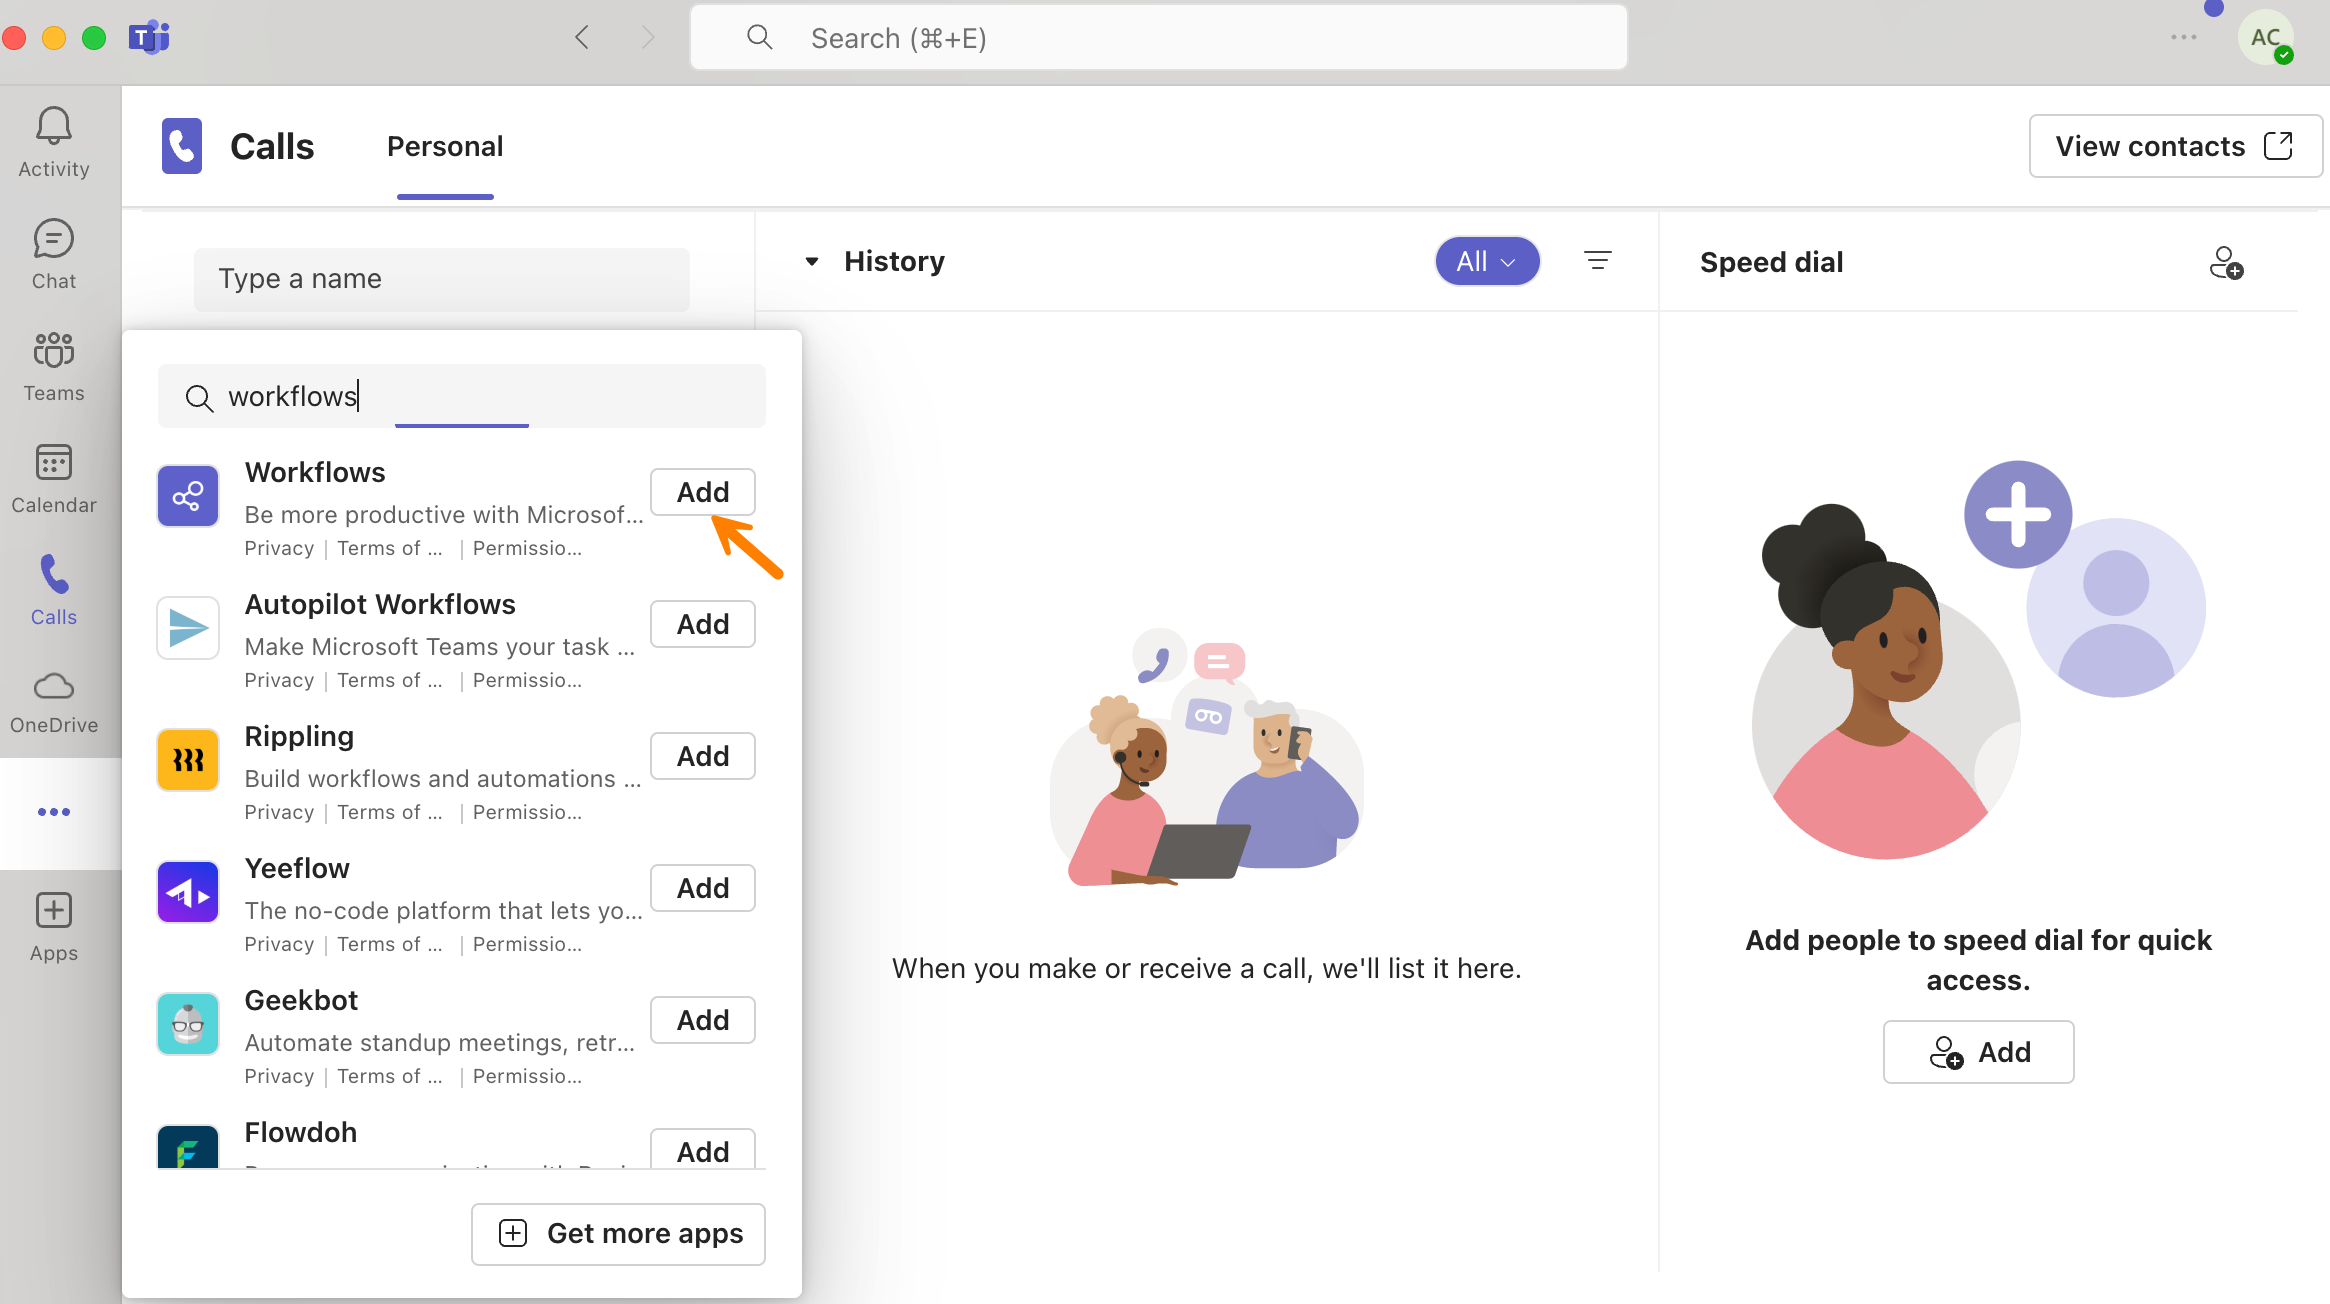 Search (⌘+E)
AC
Activity
Chat
Teams
Calendar
Calls
OneDrive
Apps
Calls
Personal
View contacts
Type a name
workflows
Workflows
Be more productive with Microsof...
Privacy | Terms of ... | Permissio...
Add
Autopilot Workflows
Make Microsoft Teams your task ...
Privacy | Terms of ... | Permissio...
Add
Rippling
Build workflows and automations ...
Privacy | Terms of ... | Permissio...
Add
Yeeflow
The no-code platform that lets yo...
Privacy | Terms of ... | Permissio...
Add
Geekbot
Automate standup meetings, retr...
Privacy | Terms of ... | Permissio...
Add
Flowdoh
Add
Get more apps
History
All
When you make or receive a call, we'll list it here.
Speed dial
Add people to speed dial for quick
access.
Add